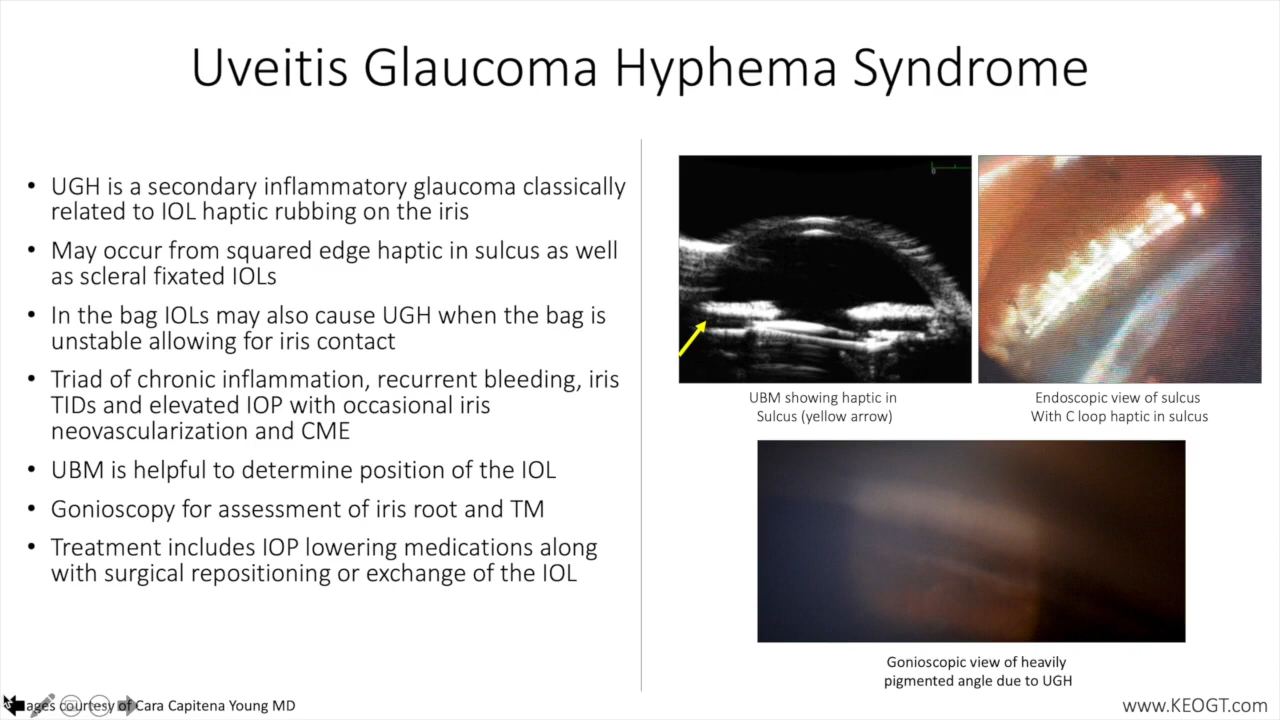 Uveitis Glaucoma Hyphema Syndrome
• UGH is a secondary inflammatory glaucoma classically
related to IOL haptic rubbing on the iris
• May occur from squared edge haptic in sulcus as well
as scleral fixated IOLs
• In the bag IOLs may also cause UGH when the bag is
unstable allowing for iris contact
• Triad of chronic inflammation, recurrent bleeding, iris
TIDs and elevated IOP with occasional iris
neovascularization and CME
• UBM is helpful to determine position of the IOL
• Gonioscopy for assessment of iris root and TM
• Treatment includes IOP lowering medications along
with surgical repositioning or exchange of the IOL
UBM showing haptic in
Sulcus (yellow arrow)
Endoscopic view of sulcus
With C loop haptic in sulcus
Gonioscopic view of heavily
pigmented angle due to UGH
ages courtesy of Cara Capitena Young MD
www.KEOGT.com